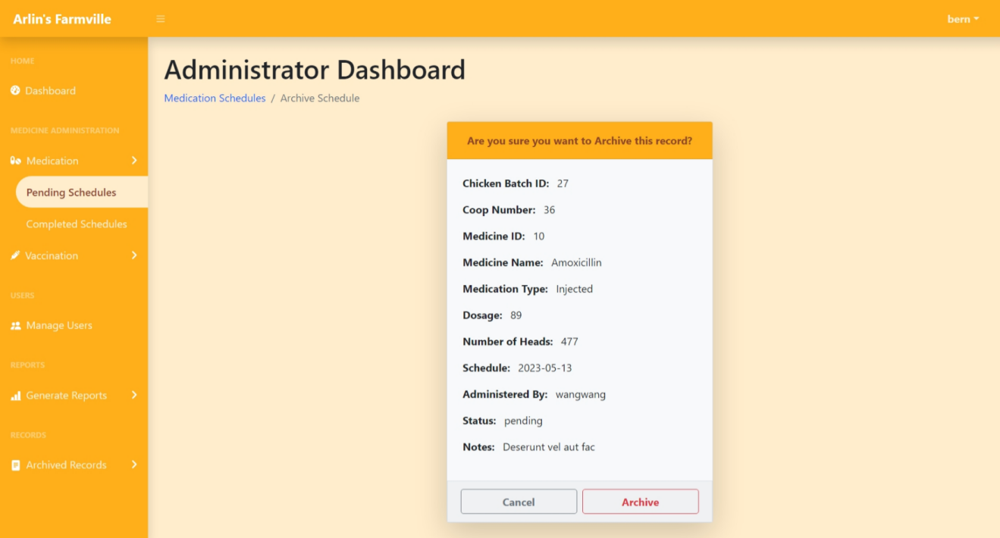 Arlin's Farmville
bern
HOME
Dashboard
MEDICINE ADMINISTRATION
Medication
Pending Schedules
Completed Schedules
Vaccination
USERS
Manage Users
REPORTS
Generate Reports
RECORDS
Archived Records
Administrator Dashboard
Medication Schedules / Archive Schedule
Are you sure you want to Archive this record?
Chicken Batch ID: 27
Coop Number: 36
Medicine ID: 10
Medicine Name: Amoxicillin
Medication Type: Injected
Dosage: 89
Number of Heads: 477
Schedule: 2023-05-13
Administered By: wangwang
Status: pending
Notes: Deserunt vel aut fac
Cancel Archive